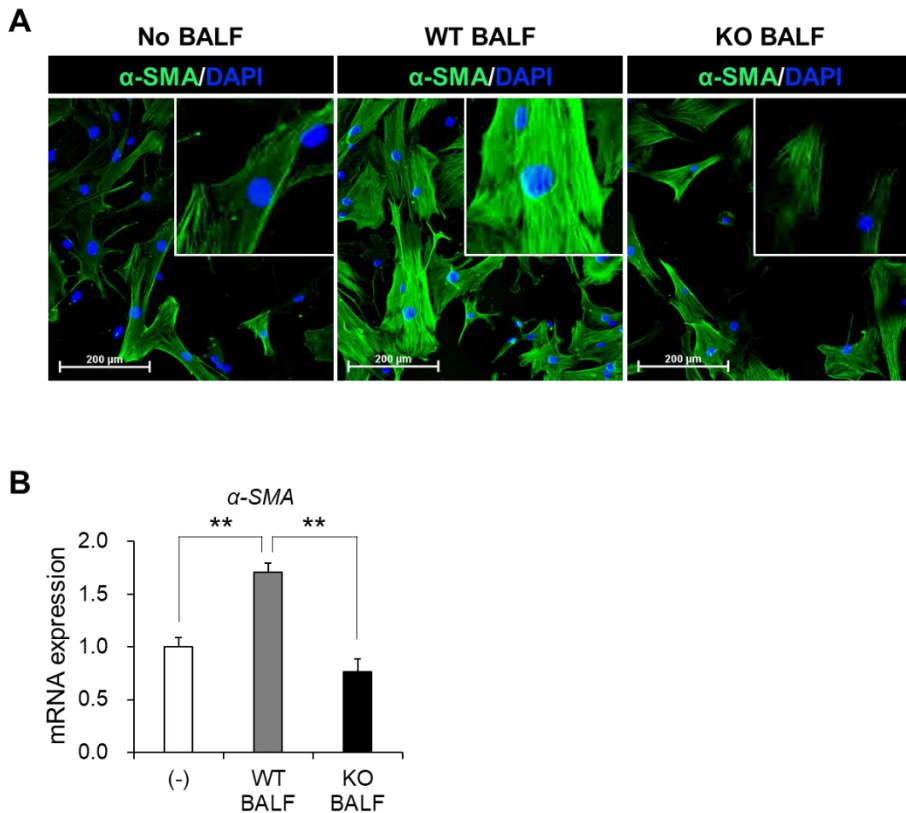 A
No BALF
WT BALF
KO BALF
α-SMA/DAPI
α-SMA/DAPI
α-SMA/DAPI
200 µm
200 µm
200 µm
B
α-SMA
**
**
mRNA expression
2.0
1.5
1.0
0.5
0.0
(-)
WT
BALF
KO
BALF